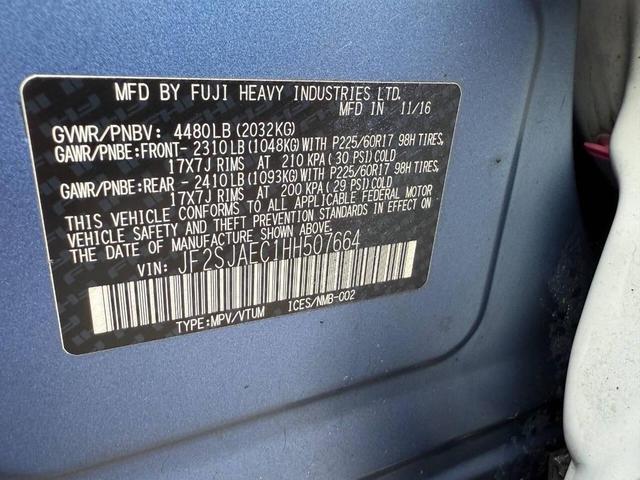 MFD BY FUJI HEAVY INDUSTRIES LTD.
MFD IN 11/16
GVWR/PNBV: 4480LB (2032KG)
GAWR/PNBE:FRONT- 2310LB (1048KG) WITH P225/60R17 98H TIRES,
17X7J RIMS AT 210 KPA ( 30 PSI) COLD
GAWR/PNBE:REAR - 2410LB (1093KG) WITH P225/60R17 98H TIRES,
17X7J RIMS AT 200 KPA ( 29 PSI) COLD
THIS VEHICLE CONFORMS TO ALL APPLICABLE FEDERAL MOTOR
VEHICLE SAFETY AND THEFT PREVENTION STANDARDS IN EFFECT ON
THE DATE OF MANUFACTURE SHOWN ABOVE.
VIN: JF2SJAEC1HH507664
TYPE:MPV/VTUM ICES/NMB-002